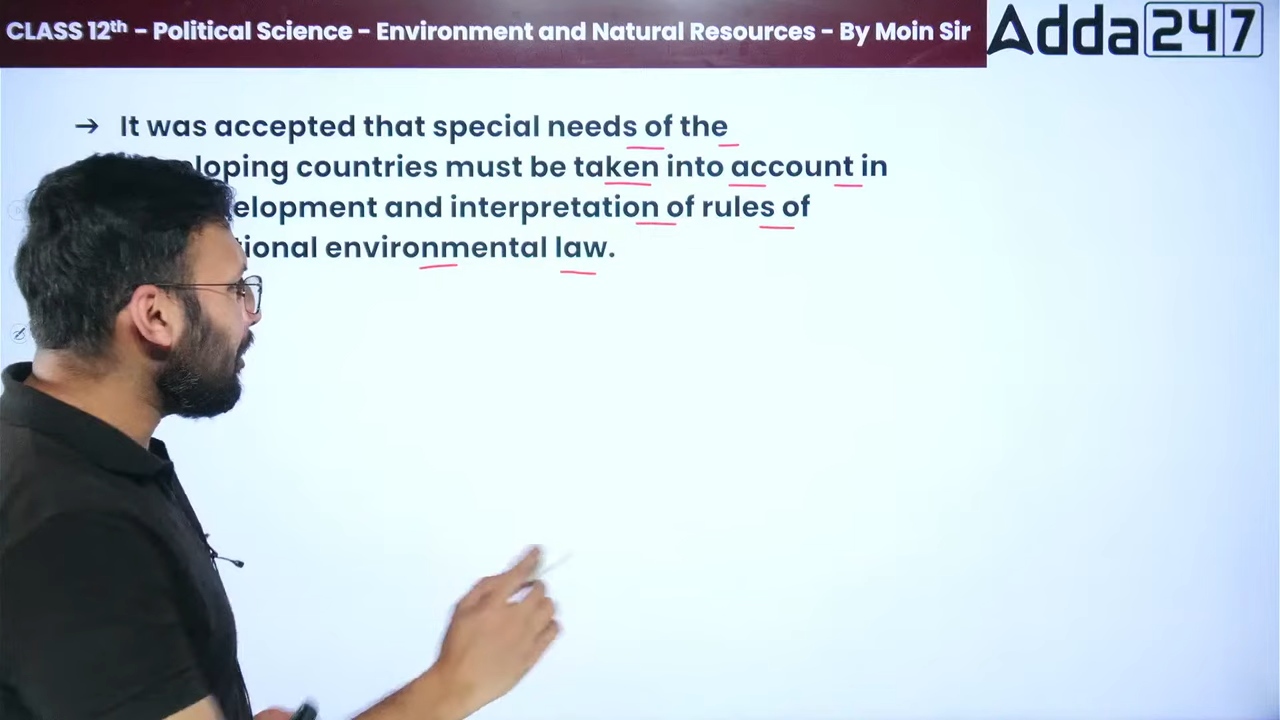 CLASS 12th - Political Science - Environment and Natural Resources - By Moin Sir
Adda247
→ It was accepted that special needs of the
loping countries must be taken into account in
elopment and interpretation of rules of
tional environmental law.